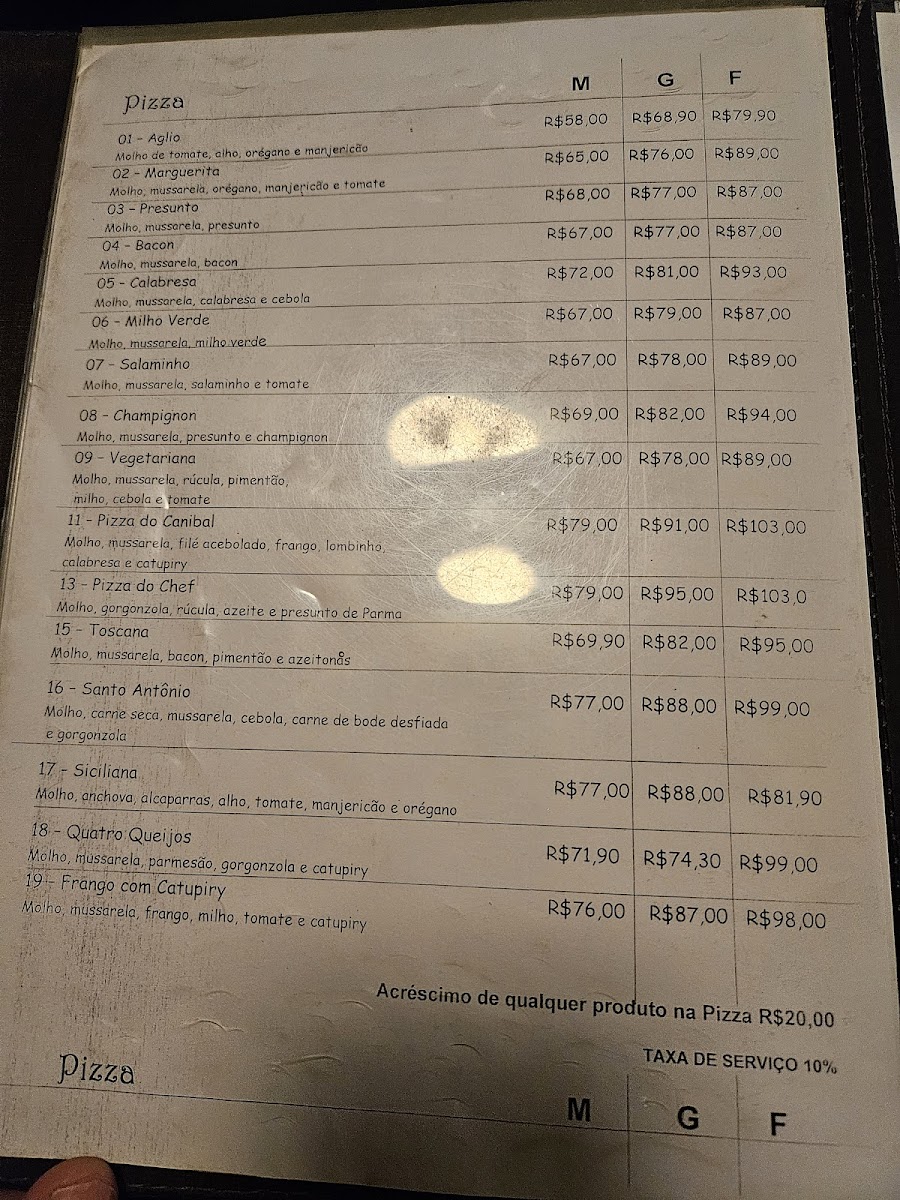 Pizza M G F
01 - Aglio R$58,00 R$68,90 R$79,90
Molho de tomate, alho, orégano e manjericão
02 - Marguerita R$65,00 R$76,00 R$89,00
Molho, mussarela, orégano, manjericão e tomate
03 - Presunto R$68,00 R$77,00 R$87,00
Molho, mussarela, presunto
04 - Bacon R$67,00 R$77,00 R$87,00
Molho, mussarela, bacon
05 - Calabresa R$72,00 R$81,00 R$93,00
Molho, mussarela, calabresa e cebola
06 - Milho Verde R$67,00 R$79,00 R$87,00
Molho, mussarela, milho verde
07 - Salaminho R$67,00 R$78,00 R$89,00
Molho, mussarela, salaminho e tomate
08 - Champignon R$69,00 R$82,00 R$94,00
Molho, mussarela, presunto e champignon
09 - Vegetariana R$67,00 R$78,00 R$89,00
Molho, mussarela, rúcula, pimentão,
milho, cebola e tomate
11 - Pizza do Canibal R$79,00 R$91,00 R$103,00
Molho, mussarela, filé acebolado, frango, lombinho,
calabresa e catupiry
13 - Pizza do Chef R$79,00 R$95,00 R$103,0
Molho, gorgonzola, rúcula, azeite e presunto de Parma
15 - Toscana R$69,90 R$82,00 R$95,00
Molho, mussarela, bacon, pimentão e azeitonas
16 - Santo Antônio R$77,00 R$88,00 R$99,00
Molho, carne seca, mussarela, cebola, carne de bode desfiada
e gorgonzola
17 - Siciliana R$77,00 R$88,00 R$81,90
Molho, anchova, alcaparras, alho, tomate, manjericão e orégano
18 - Quatro Queijos R$71,90 R$74,30 R$99,00
Molho, mussarela, parmesão, gorgonzola e catupiry
19 - Frango com Catupiry R$76,00 R$87,00 R$98,00
Molho, mussarela, frango, milho, tomate e catupiry
Acréscimo de qualquer produto na Pizza R$20,00
TAXA DE SERVIÇO 10%
Pizza M G F